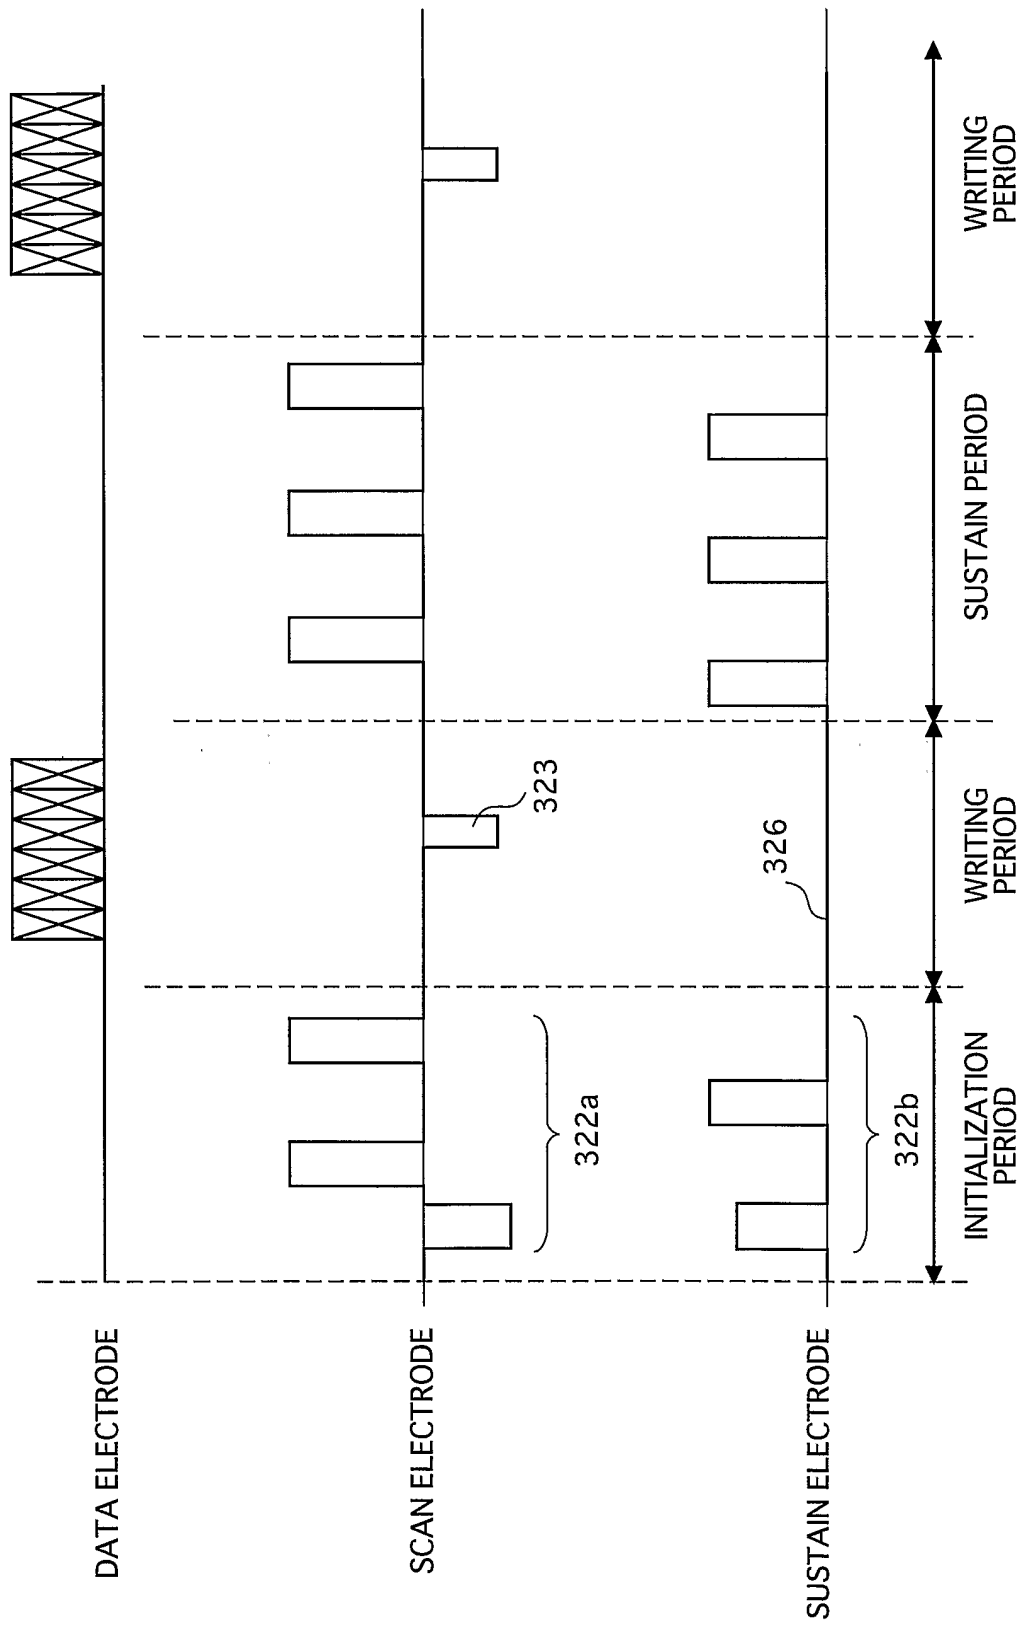 DATA ELECTRODE
SCAN ELECTRODE
323
322a
SUSTAIN ELECTRODE
326
322b
INITIALIZATION
PERIOD
WRITING
PERIOD
SUSTAIN PERIOD
WRITING
PERIOD